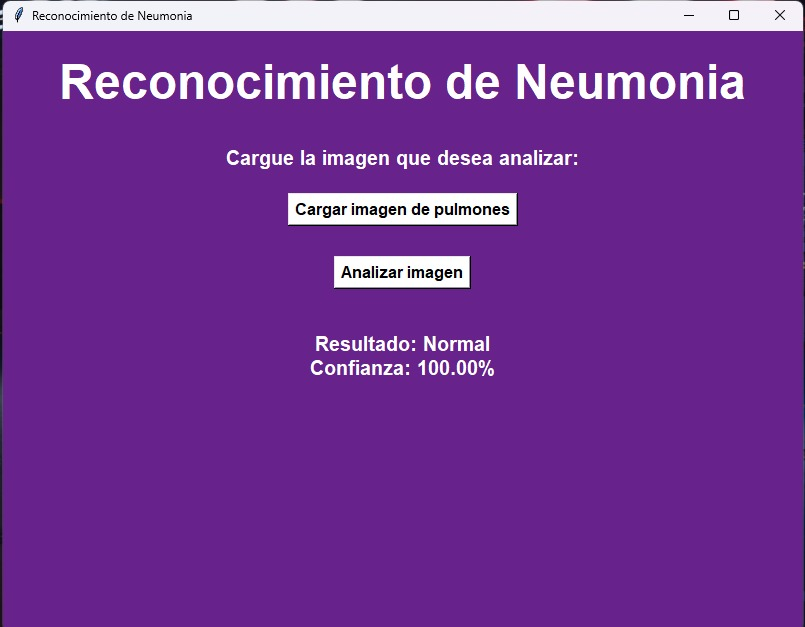 Reconocimiento de Neumonia
Reconocimiento de Neumonia
Cargue la imagen que desea analizar:
Cargar imagen de pulmones
Analizar imagen
Resultado: Normal
Confianza: 100.00%